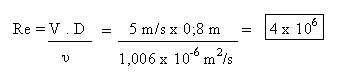 Re = V . D = 5 m/s x 0;8 m = 4 x 10⁶
υ 1,006 x 10⁻⁶ m²/s